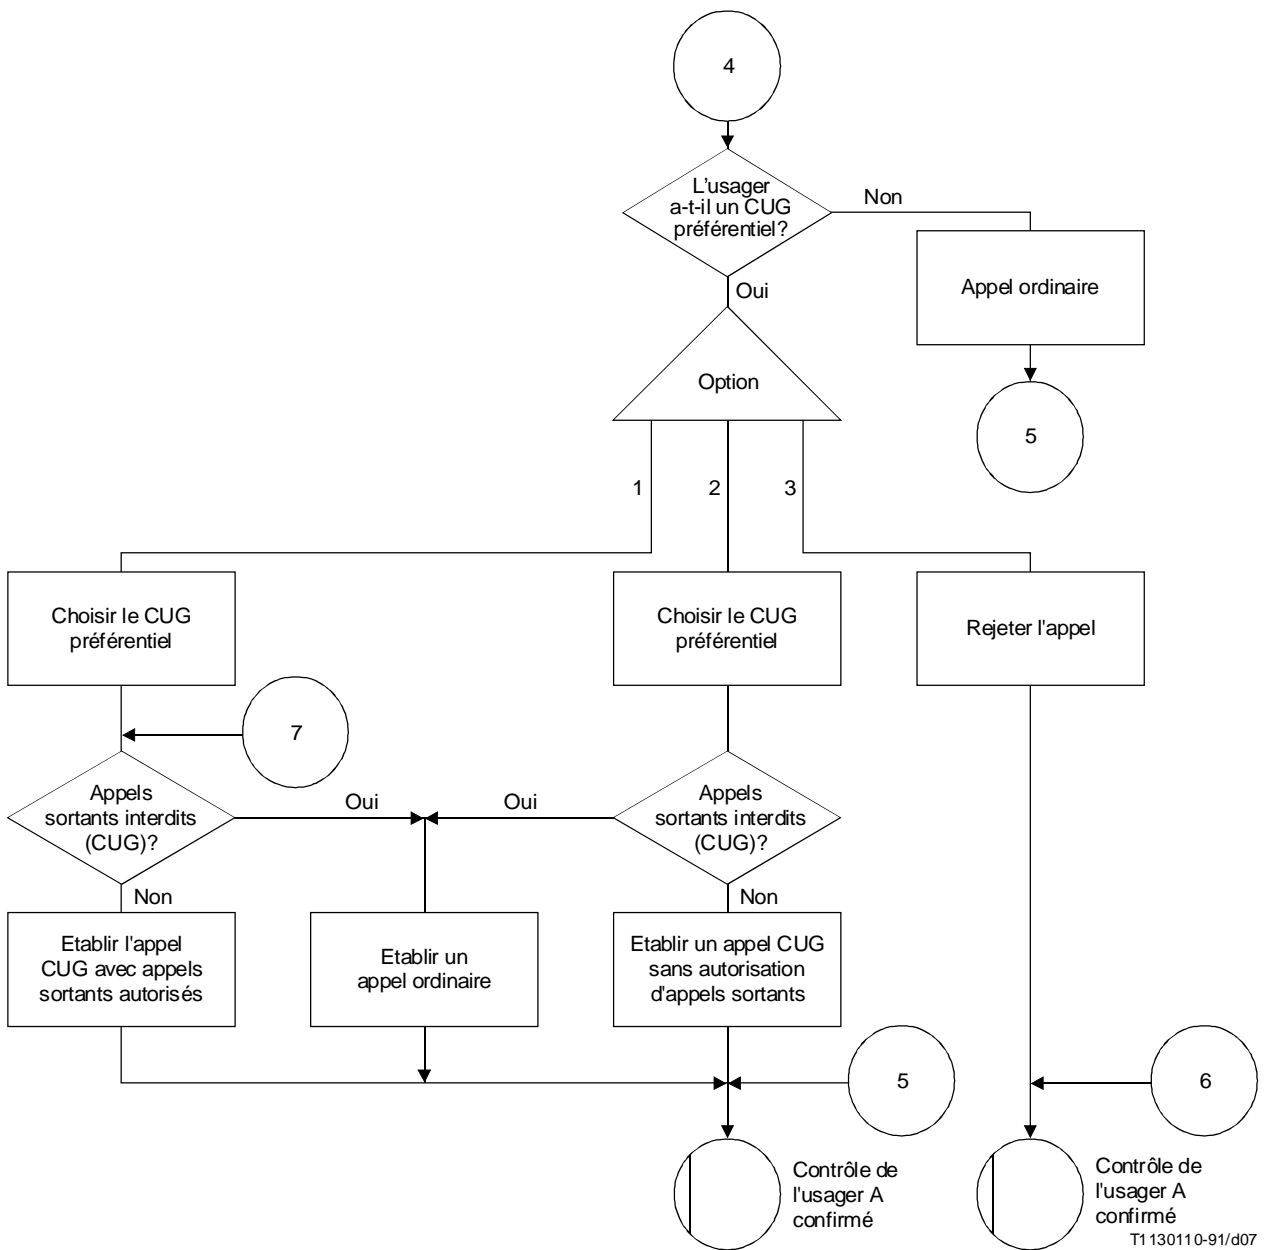 4
L'usager
a-t-il un CUG
préférentiel?
Non
Oui
Appel ordinaire
Option
5
1
2
3
Choisir le CUG
préférentiel
Choisir le CUG
préférentiel
Rejeter l'appel
7
Appels
sortants interdits
(CUG)?
Oui
Oui
Appels
sortants interdits
(CUG)?
Non
Non
Etablir l'appel
CUG avec appels
sortants autorisés
Etablir un
appel ordinaire
Etablir un appel CUG
sans autorisation
d'appels sortants
5
6
Contrôle de
l'usager A
confirmé
Contrôle de
l'usager A
confirmé
T1130110-91/d07